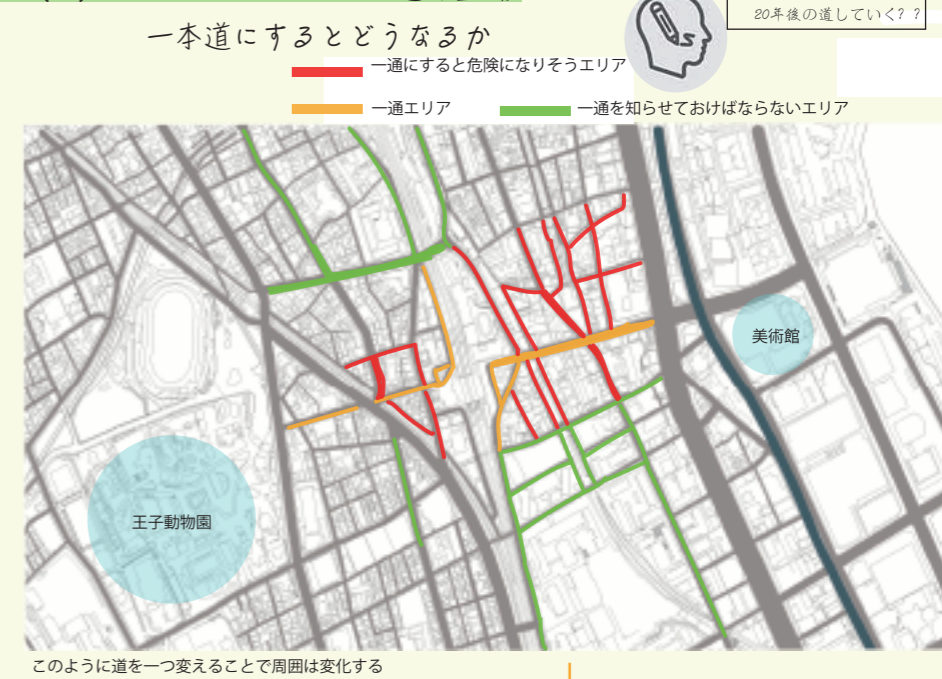 20年後の道していく??
一本道にするとどうなるか
一通にすると危険になりそうエリア
一通エリア
一通を知らせておけばならないエリア
美術館
王子動物園
このように道を一つ変えることで周囲は変化する